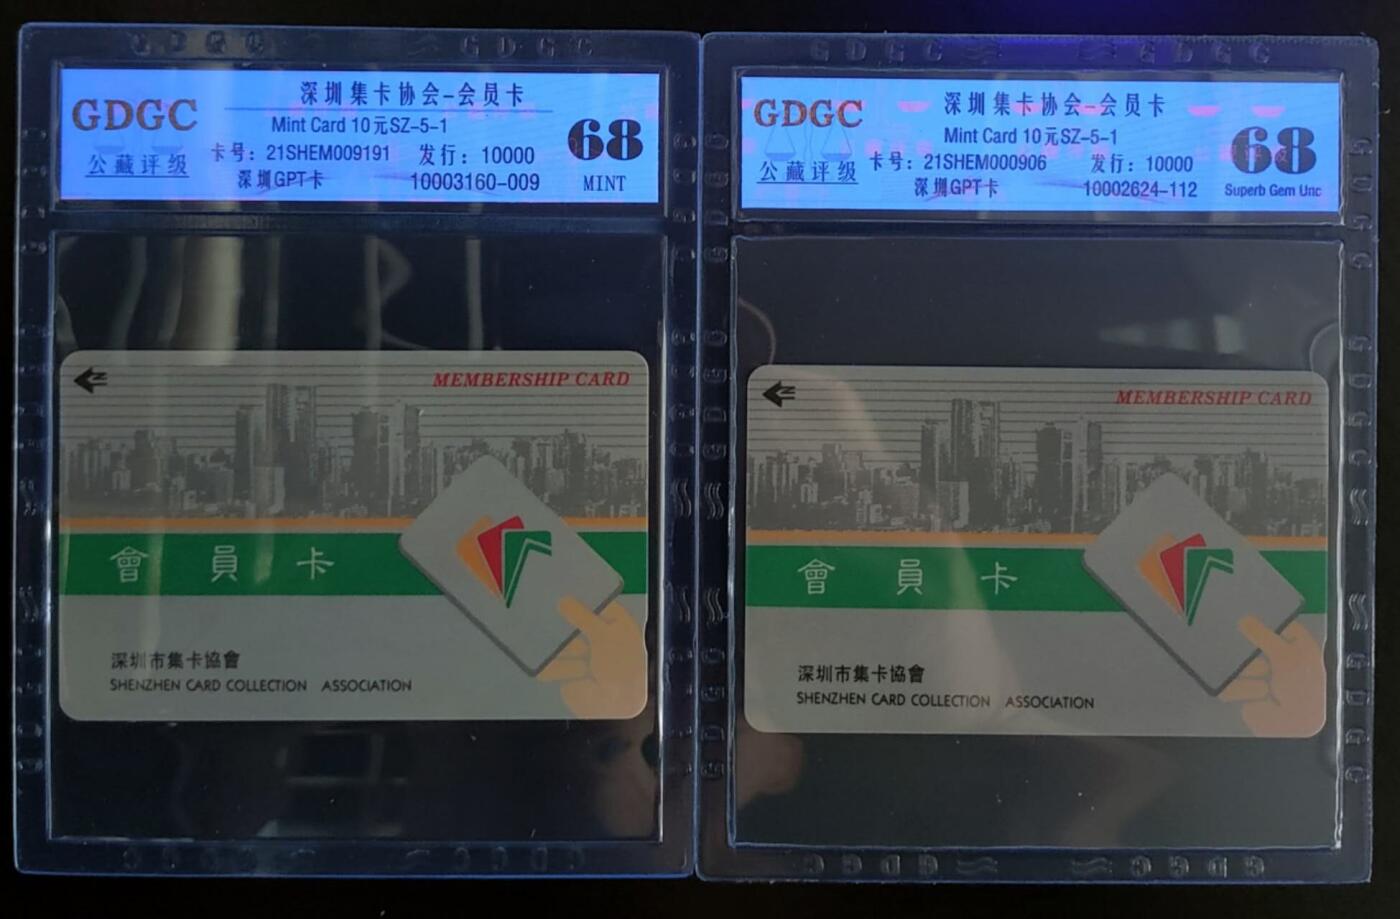 GDGC
公藏评级
深圳集卡协会-会员卡
Mint Card 10元SZ-5-1
卡号：21SHEM009191 发行：10000
深圳GPT卡 10003160-009
68
MINT
MEMBERSHIP CARD
會員卡
深圳市集卡協會
SHENZHEN CARD COLLECTION ASSOCIATION
GDGC
公藏评级
深圳集卡协会-会员卡
Mint Card 10元SZ-5-1
卡号：21SHEM000906 发行：10000
深圳GPT卡 10002624-112
68
Superb Gem Unc
MEMBERSHIP CARD
會員卡
深圳市集卡協會
SHENZHEN CARD COLLECTION ASSOCIATION